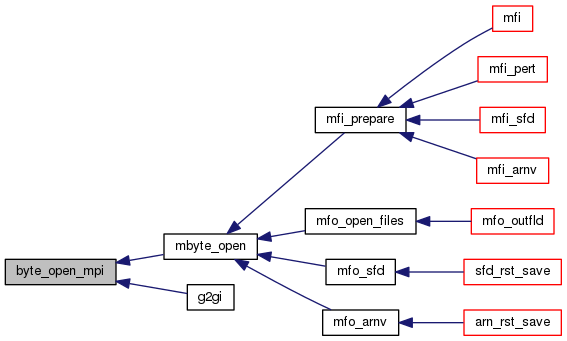 mfi
mfi_pert
mfi_prepare
mfi_sfd
mfi_arnv
mfo_open_files
mfo_outfld
mbyte_open
byte_open_mpi
mfo_sfd
sfd_rst_save
g2gi
mfo_arnv
arn_rst_save